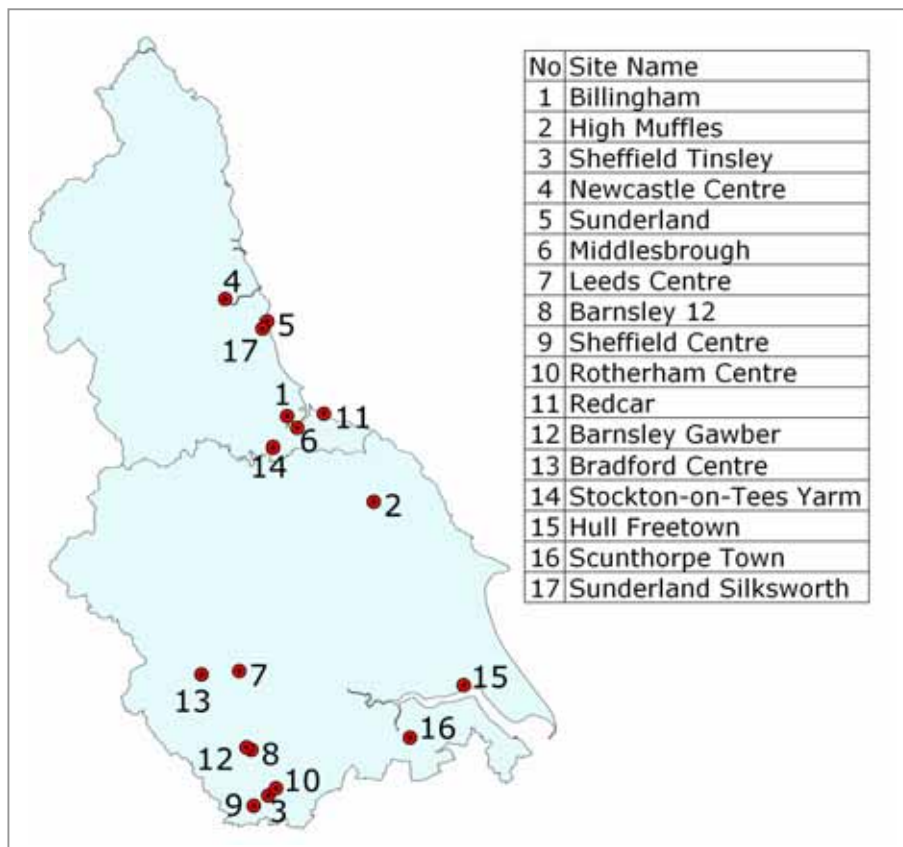 No Site Name
1 Billingham
2 High Muffles
3 Sheffield Tinsley
4 Newcastle Centre
5 Sunderland
6 Middlesbrough
7 Leeds Centre
8 Barnsley 12
9 Sheffield Centre
10 Rotherham Centre
11 Redcar
12 Barnsley Gawber
13 Bradford Centre
14 Stockton-on-Tees Yarm
15 Hull Freetown
16 Scunthorpe Town
17 Sunderland Silksworth
4
5
17
1
11
6
14
2
7
13
15
16
12
8
10
9
3